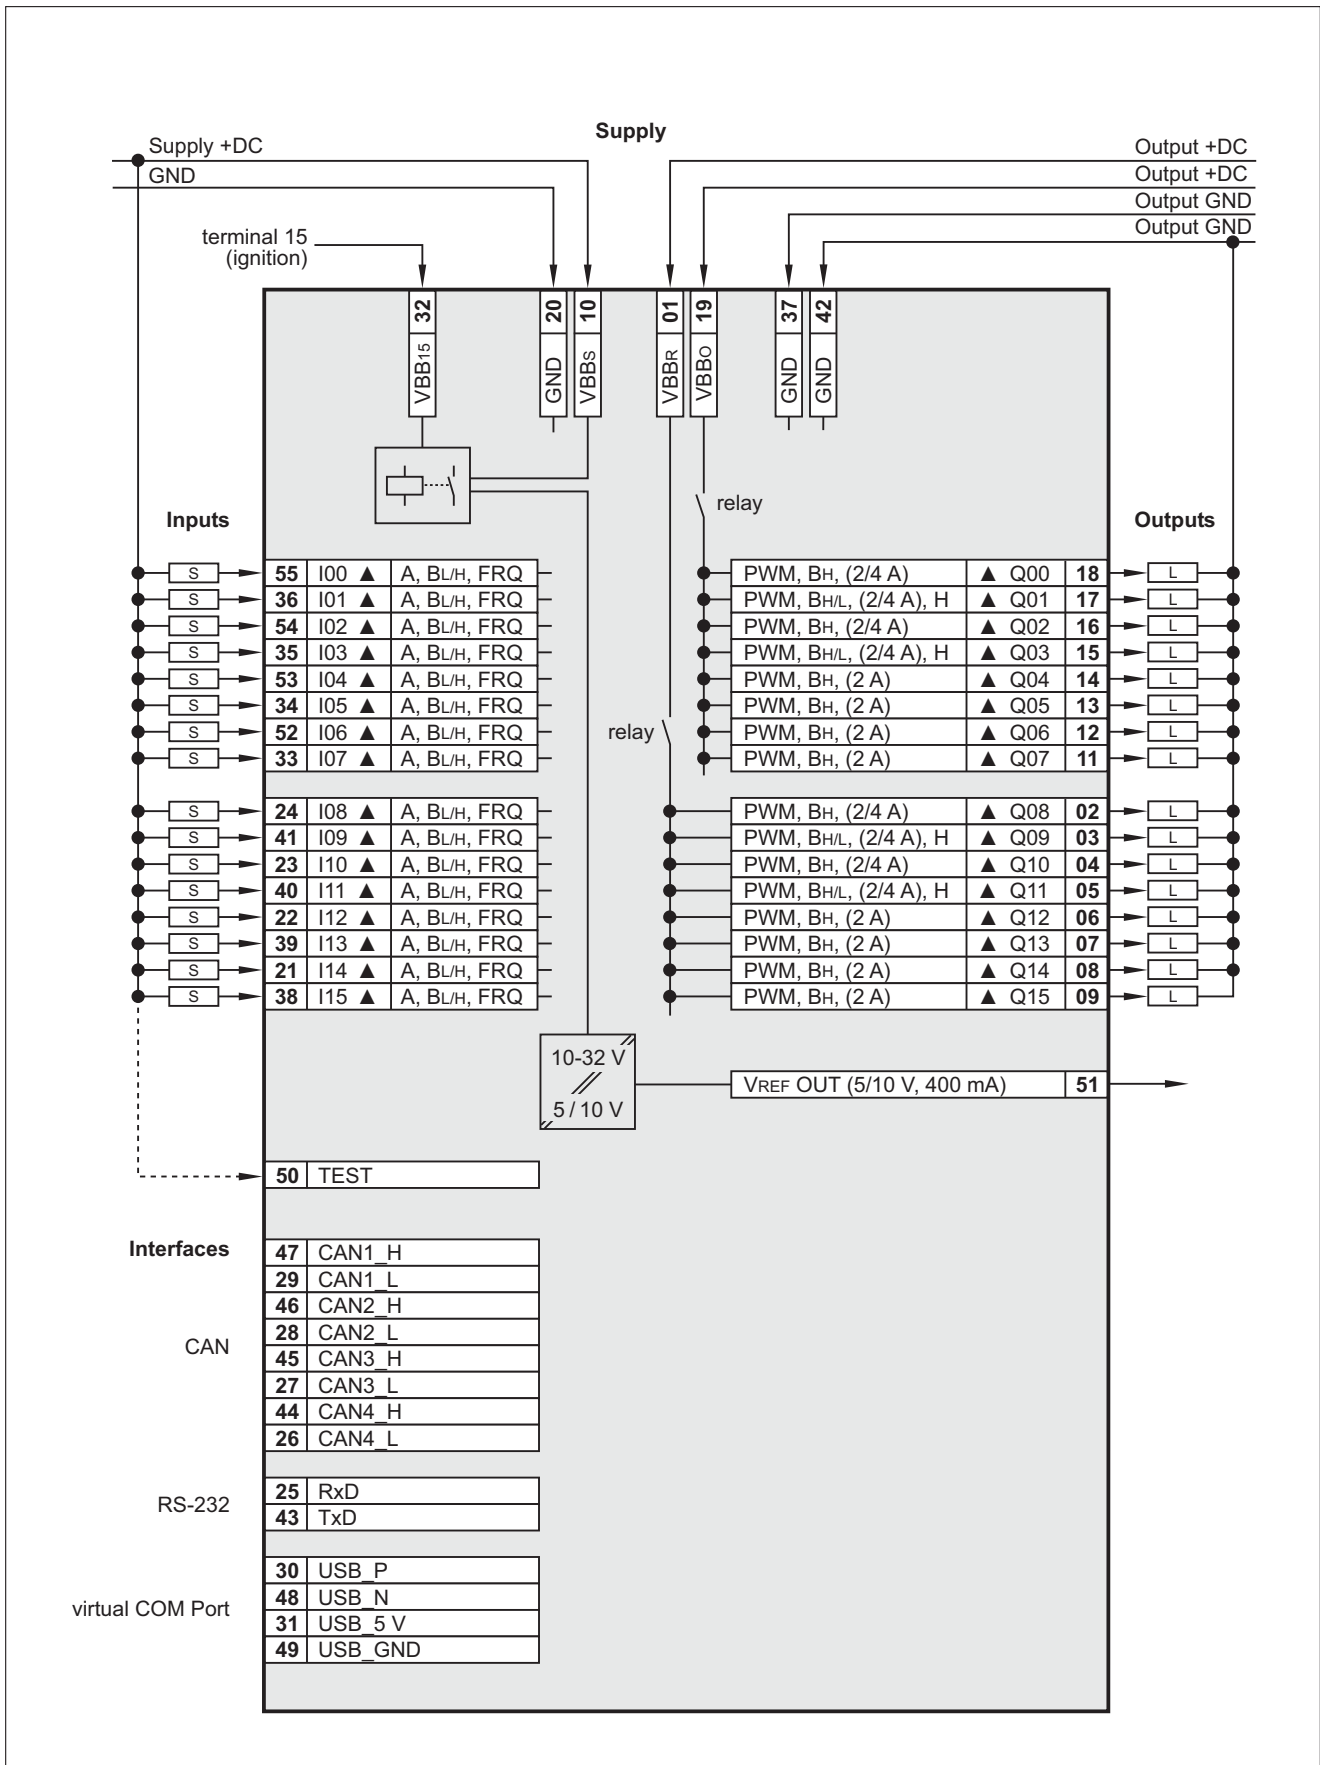 Supply
Supply +DC
GND
Output +DC
Output +DC
Output GND
Output GND
terminal 15
(ignition)
32 VBB15
20 GND
10 VBBS
01 VBBR
19 VBBO
37 GND
42 GND
relay
relay
Inputs
S 55 I00 ▲ A, BL/H, FRQ
S 36 I01 ▲ A, BL/H, FRQ
S 54 I02 ▲ A, BL/H, FRQ
S 35 I03 ▲ A, BL/H, FRQ
S 53 I04 ▲ A, BL/H, FRQ
S 34 I05 ▲ A, BL/H, FRQ
S 52 I06 ▲ A, BL/H, FRQ
S 33 I07 ▲ A, BL/H, FRQ
S 24 I08 ▲ A, BL/H, FRQ
S 41 I09 ▲ A, BL/H, FRQ
S 23 I10 ▲ A, BL/H, FRQ
S 40 I11 ▲ A, BL/H, FRQ
S 22 I12 ▲ A, BL/H, FRQ
S 39 I13 ▲ A, BL/H, FRQ
S 21 I14 ▲ A, BL/H, FRQ
S 38 I15 ▲ A, BL/H, FRQ
Outputs
PWM, BH, (2/4 A) ▲ Q00 18 L
PWM, BH/L, (2/4 A), H ▲ Q01 17 L
PWM, BH, (2/4 A) ▲ Q02 16 L
PWM, BH/L, (2/4 A), H ▲ Q03 15 L
PWM, BH, (2 A) ▲ Q04 14 L
PWM, BH, (2 A) ▲ Q05 13 L
PWM, BH, (2 A) ▲ Q06 12 L
PWM, BH, (2 A) ▲ Q07 11 L
PWM, BH, (2/4 A) ▲ Q08 02 L
PWM, BH/L, (2/4 A), H ▲ Q09 03 L
PWM, BH, (2/4 A) ▲ Q10 04 L
PWM, BH/L, (2/4 A), H ▲ Q11 05 L
PWM, BH, (2 A) ▲ Q12 06 L
PWM, BH, (2 A) ▲ Q13 07 L
PWM, BH, (2 A) ▲ Q14 08 L
PWM, BH, (2 A) ▲ Q15 09 L
10-32 V
//
5 / 10 V
VREF OUT (5/10 V, 400 mA) 51
50 TEST
Interfaces
CAN
47 CAN1_H
29 CAN1_L
46 CAN2_H
28 CAN2_L
45 CAN3_H
27 CAN3_L
44 CAN4_H
26 CAN4_L
RS-232
25 RxD
43 TxD
virtual COM Port
30 USB_P
48 USB_N
31 USB_5 V
49 USB_GND